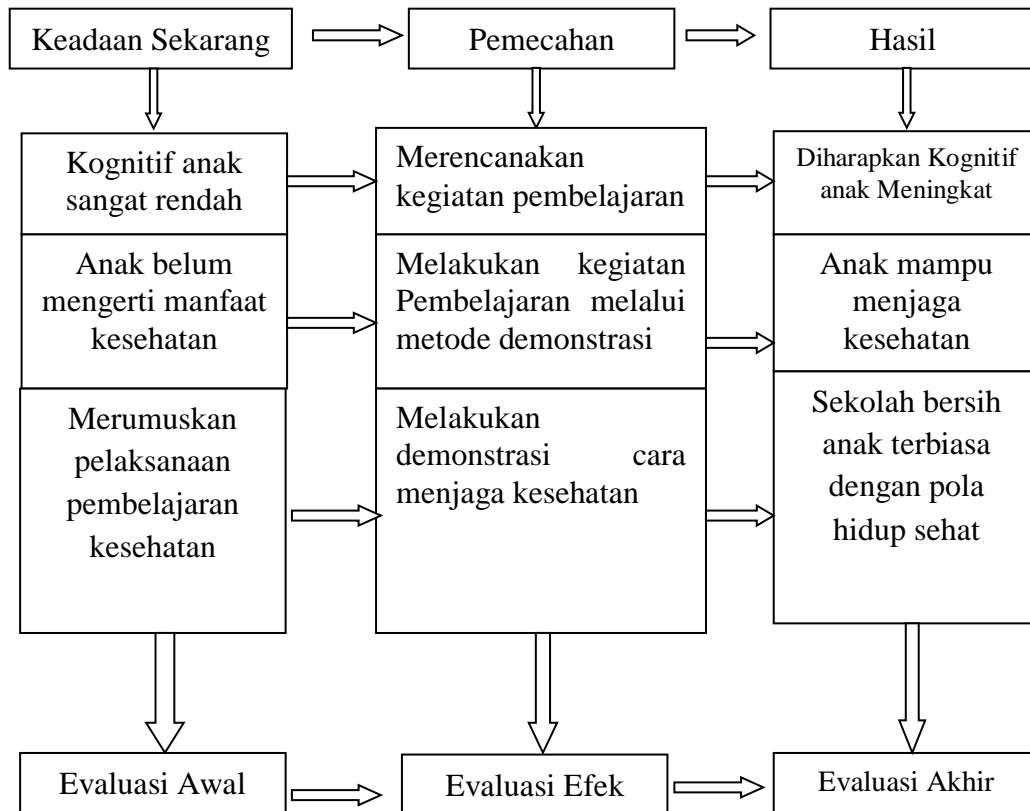 Keadaan Sekarang
Pemecahan
Hasil
Kognitif anak
sangat rendah
Merencanakan
kegiatan pembelajaran
Diharapkan Kognitif
anak Meningkat
Anak belum
mengerti manfaat
kesehatan
Melakukan kegiatan
Pembelajaran melalui
metode demonstrasi
Anak mampu
menjaga
kesehatan
Merumuskan
pelaksanaan
pembelajaran
kesehatan
Melakukan
demonstrasi cara
menjaga kesehatan
Sekolah bersih
anak terbiasa
dengan pola
hidup sehat
Evaluasi Awal
Evaluasi Efek
Evaluasi Akhir